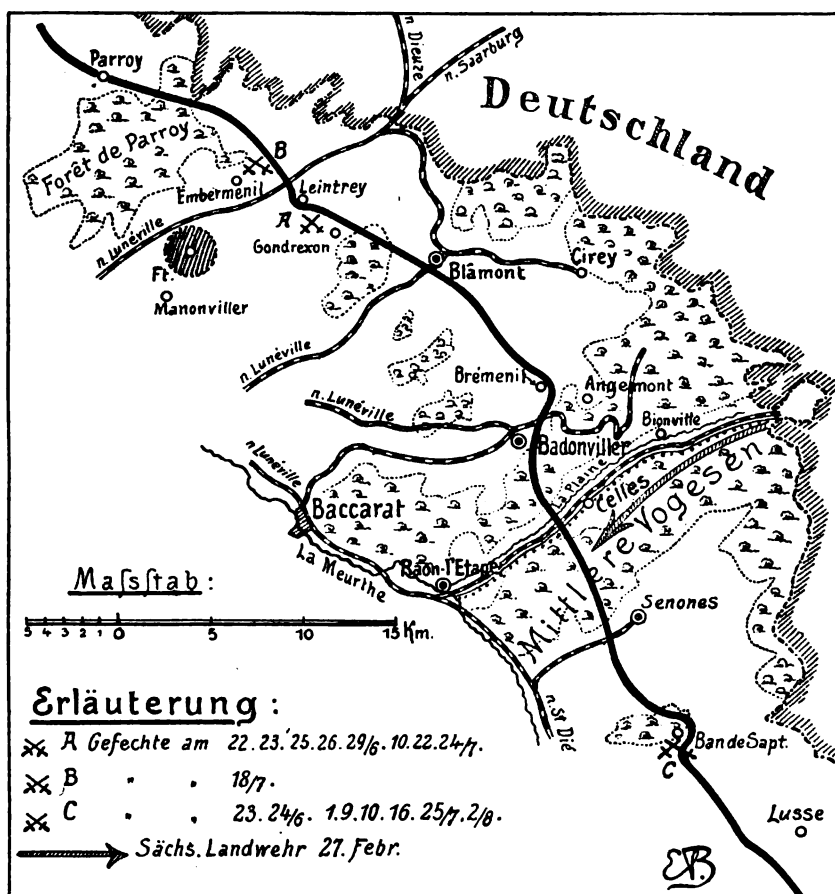 n. Dieuze
n. Saarburg
Deutschland
Parroy
Forêt de Parroy
B
Embermenil
Leintrey
A
Gondrexon
n. Lunéville
Ft.
Manonviller
Blâmont
Cirey
n. Lunéville
Brémenil
Angemont
n. Lunéville
Badonviller
Bionville
La Plaine
Celles
Mittlere Vogesen
n. Lunéville
Baccarat
La Meurthe
Raon-l'Etape
Senones
n. St Dié
Ban de Sapt.
C
Lusse
Maſsſtab:
5 4 3 2 1 0 5 10 15 Km.
Erläuterung:
A Gefechte am 22. 23. 25. 26. 29/6. 10. 22. 24/7.
B " " 18/7.
C " " 23. 24/6. 1. 9. 10. 16. 25/7. 2/8.
Sächs. Landwehr 27. Febr.